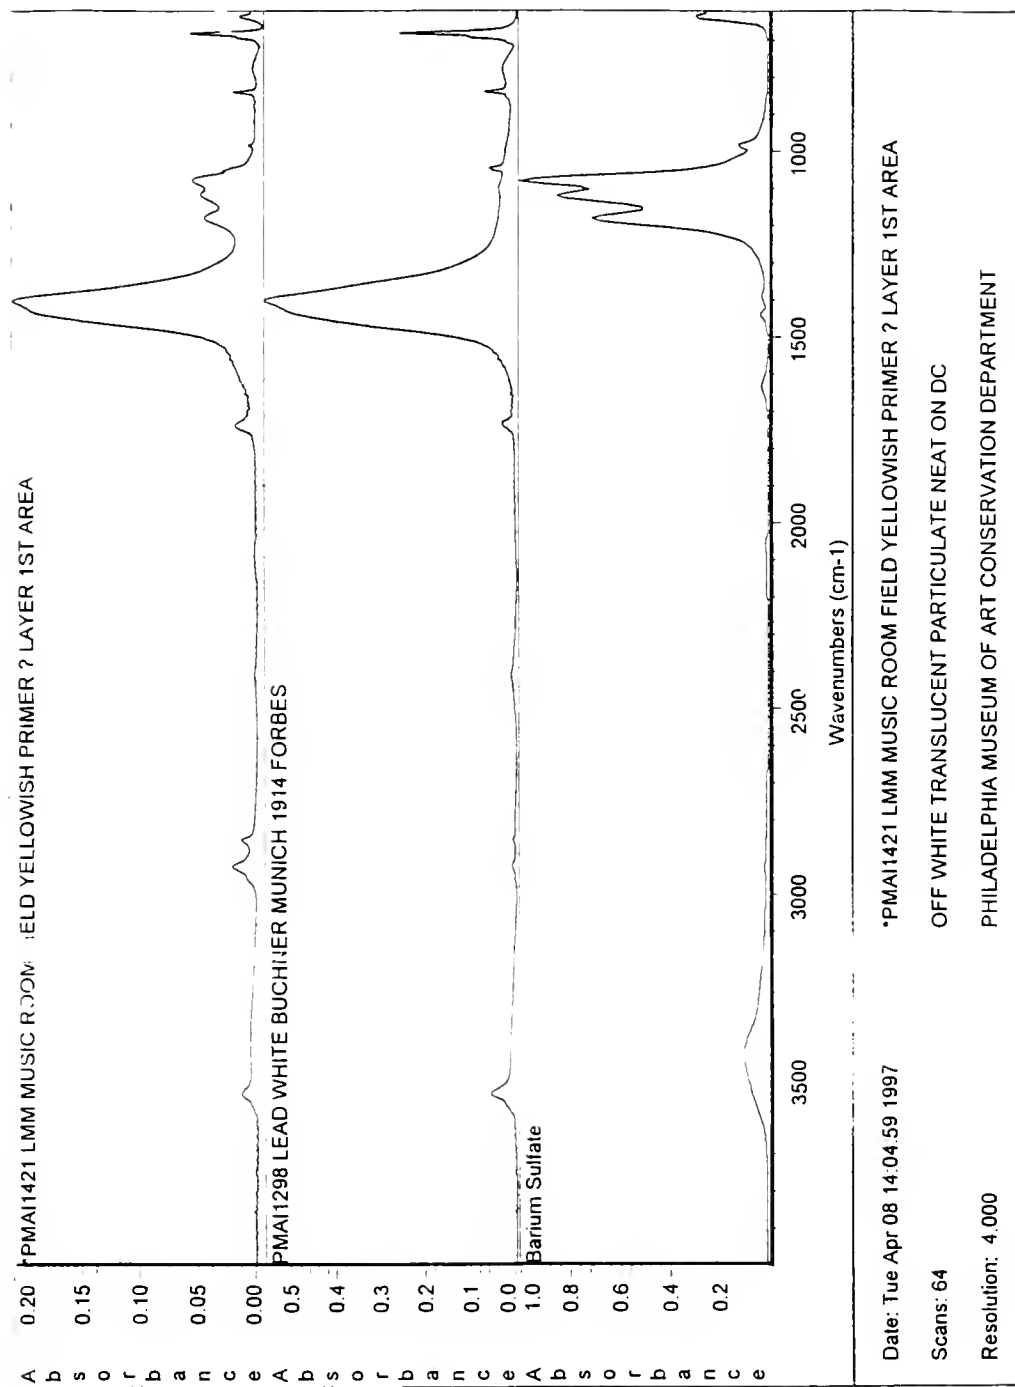 *PMAI1421 LMM MUSIC ROOM ELD YELLOWISH PRIMER ? LAYER 1ST AREA
Absorbance
0.20
0.15
0.10
0.05
0.00
PMAI1298 LEAD WHITE BUCHNER MUNICH 1914 FORBES
Absorbance
0.5
0.4
0.3
0.2
0.1
0.0
Barium Sulfate
Absorbance
1.0
0.8
0.6
0.4
0.2
3500 3000 2500 2000 1500 1000
Wavenumbers (cm-1)
Date: Tue Apr 08 14:04:59 1997 *PMAI1421 LMM MUSIC ROOM FIELD YELLOWISH PRIMER ? LAYER 1ST AREA
Scans: 64 OFF WHITE TRANSLUCENT PARTICULATE NEAT ON DC
Resolution: 4.000 PHILADELPHIA MUSEUM OF ART CONSERVATION DEPARTMENT